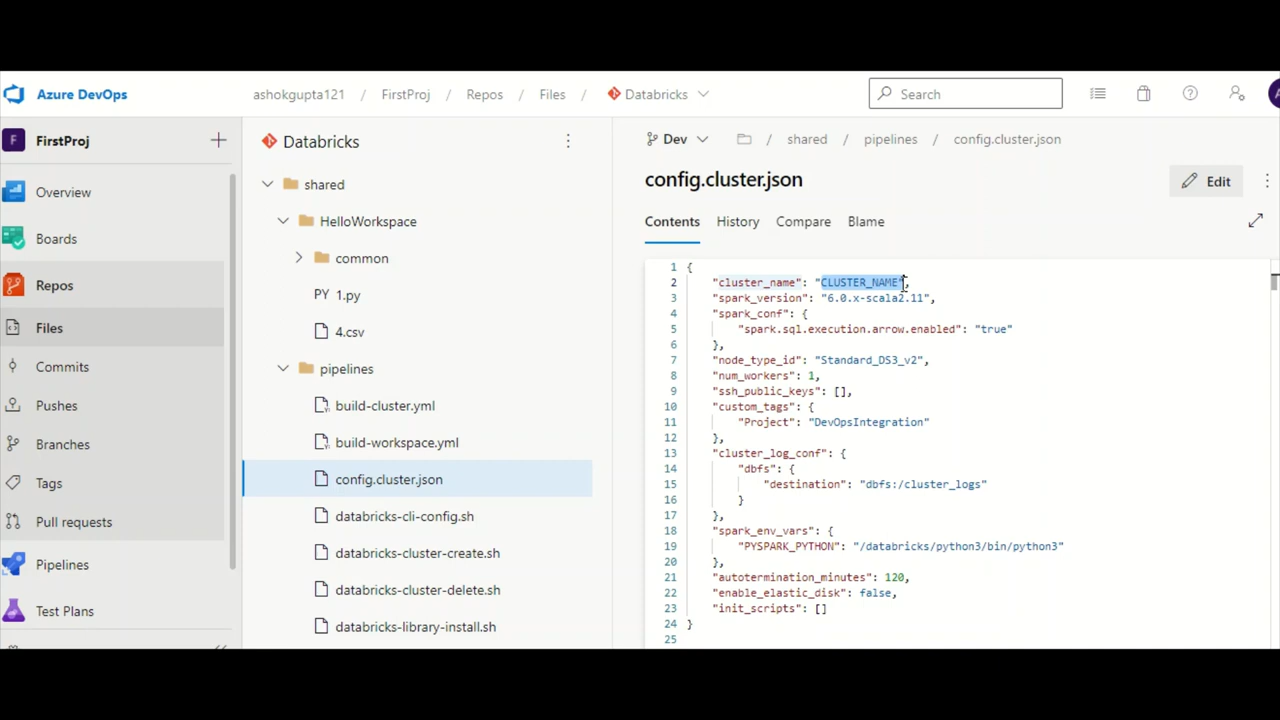 Azure DevOps
ashokgupta121 / FirstProj / Repos / Files / Databricks
Search
F FirstProj
Overview
Boards
Repos
Files
Commits
Pushes
Branches
Tags
Pull requests
Pipelines
Test Plans
Databricks
shared
HelloWorkspace
common
PY 1.py
4.csv
pipelines
build-cluster.yml
build-workspace.yml
config.cluster.json
databricks-cli-config.sh
databricks-cluster-create.sh
databricks-cluster-delete.sh
databricks-library-install.sh
Dev / shared / pipelines / config.cluster.json
config.cluster.json
Edit
Contents History Compare Blame
1 {
2 "cluster_name": "CLUSTER_NAME",
3 "spark_version": "6.0.x-scala2.11",
4 "spark_conf": {
5 "spark.sql.execution.arrow.enabled": "true"
6 },
7 "node_type_id": "Standard_DS3_v2",
8 "num_workers": 1,
9 "ssh_public_keys": [],
10 "custom_tags": {
11 "Project": "DevOpsIntegration"
12 },
13 "cluster_log_conf": {
14 "dbfs": {
15 "destination": "dbfs:/cluster_logs"
16 }
17 },
18 "spark_env_vars": {
19 "PYSPARK_PYTHON": "/databricks/python3/bin/python3"
20 },
21 "autotermination_minutes": 120,
22 "enable_elastic_disk": false,
23 "init_scripts": []
24 }
25